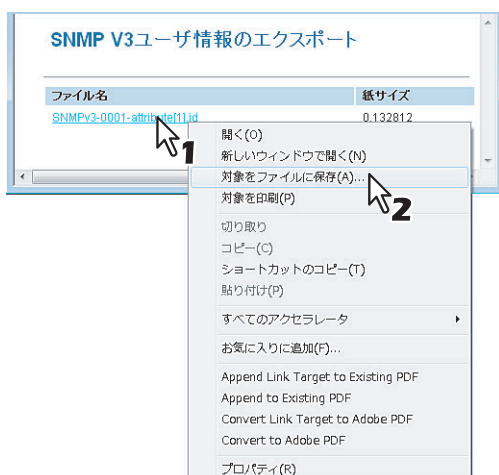 SNMP V3ユーザ情報のエクスポート
ファイル名 紙サイズ
SNMPv3-0001-attribute[1].id 0.132812
1
開く(O)
新しいウィンドウで開く(N)
対象をファイルに保存(A)...
対象を印刷(P)
2
切り取り
コピー(C)
ショートカットのコピー(T)
貼り付け(P)
すべてのアクセラレータ
お気に入りに追加(F)...
Append Link Target to Existing PDF
Append to Existing PDF
Convert Link Target to Adobe PDF
Convert to Adobe PDF
プロパティ(R)